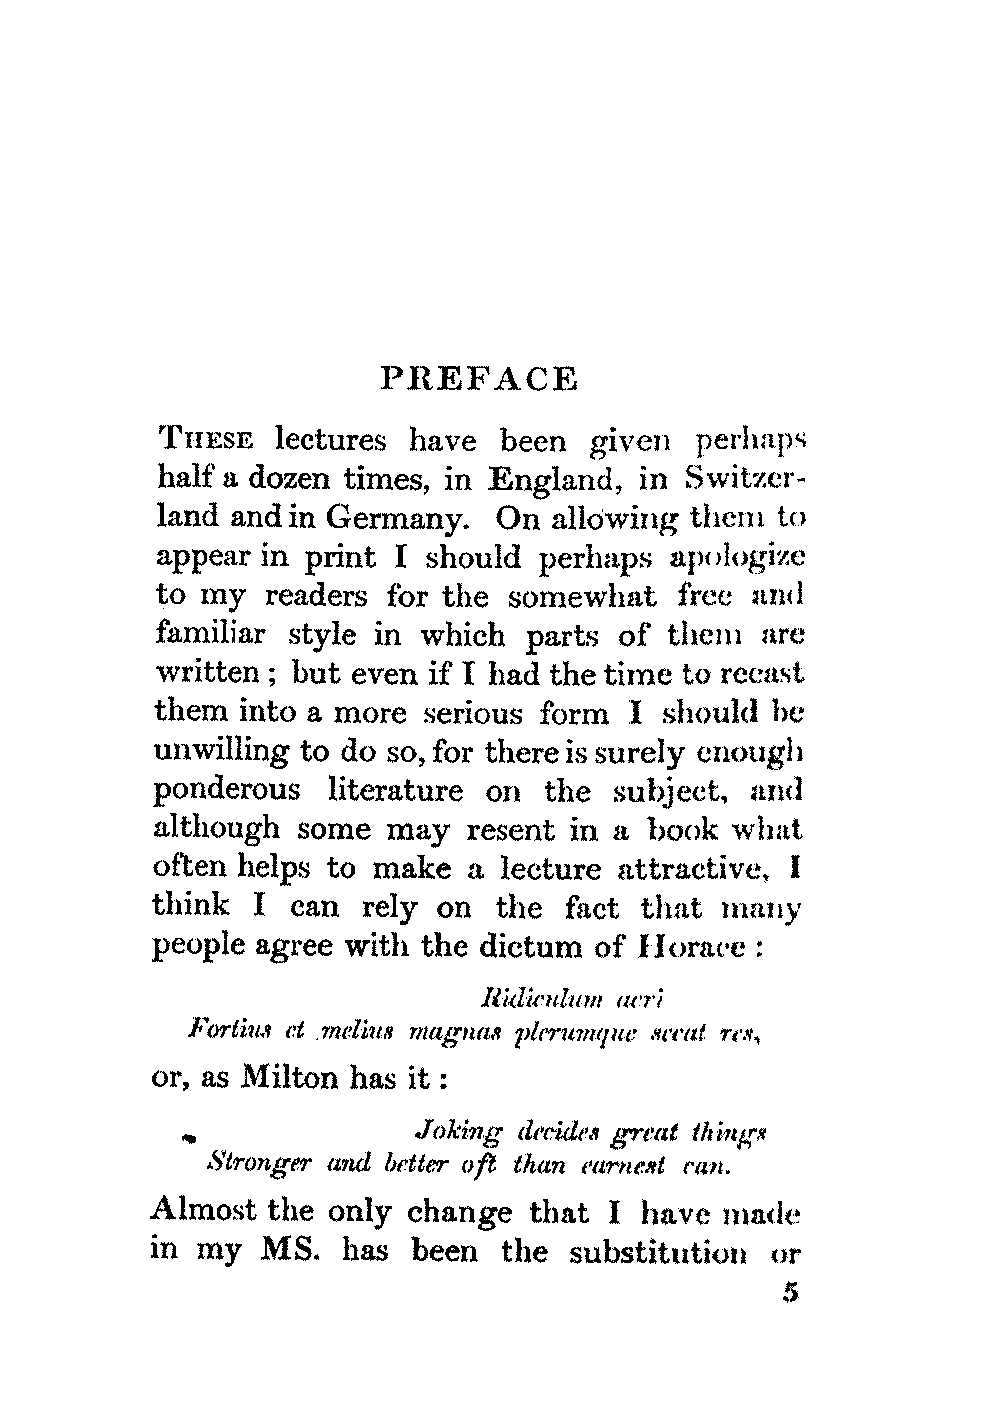 PREFACE
THESE lectures have been given perhaps
half a dozen times, in England, in Switzer-
land and in Germany. On allowing them to
appear in print I should perhaps apologize
to my readers for the somewhat free and
familiar style in which parts of them are
written ; but even if I had the time to recast
them into a more serious form I should be
unwilling to do so, for there is surely enough
ponderous literature on the subject, and
although some may resent in a book what
often helps to make a lecture attractive, I
think I can rely on the fact that many
people agree with the dictum of Horace :
Ridiculum acri
Fortius et melius magnas plerumque secat res,
or, as Milton has it :
Joking decides great things
Stronger and better oft than earnest can.
Almost the only change that I have made
in my MS. has been the substitution or
5